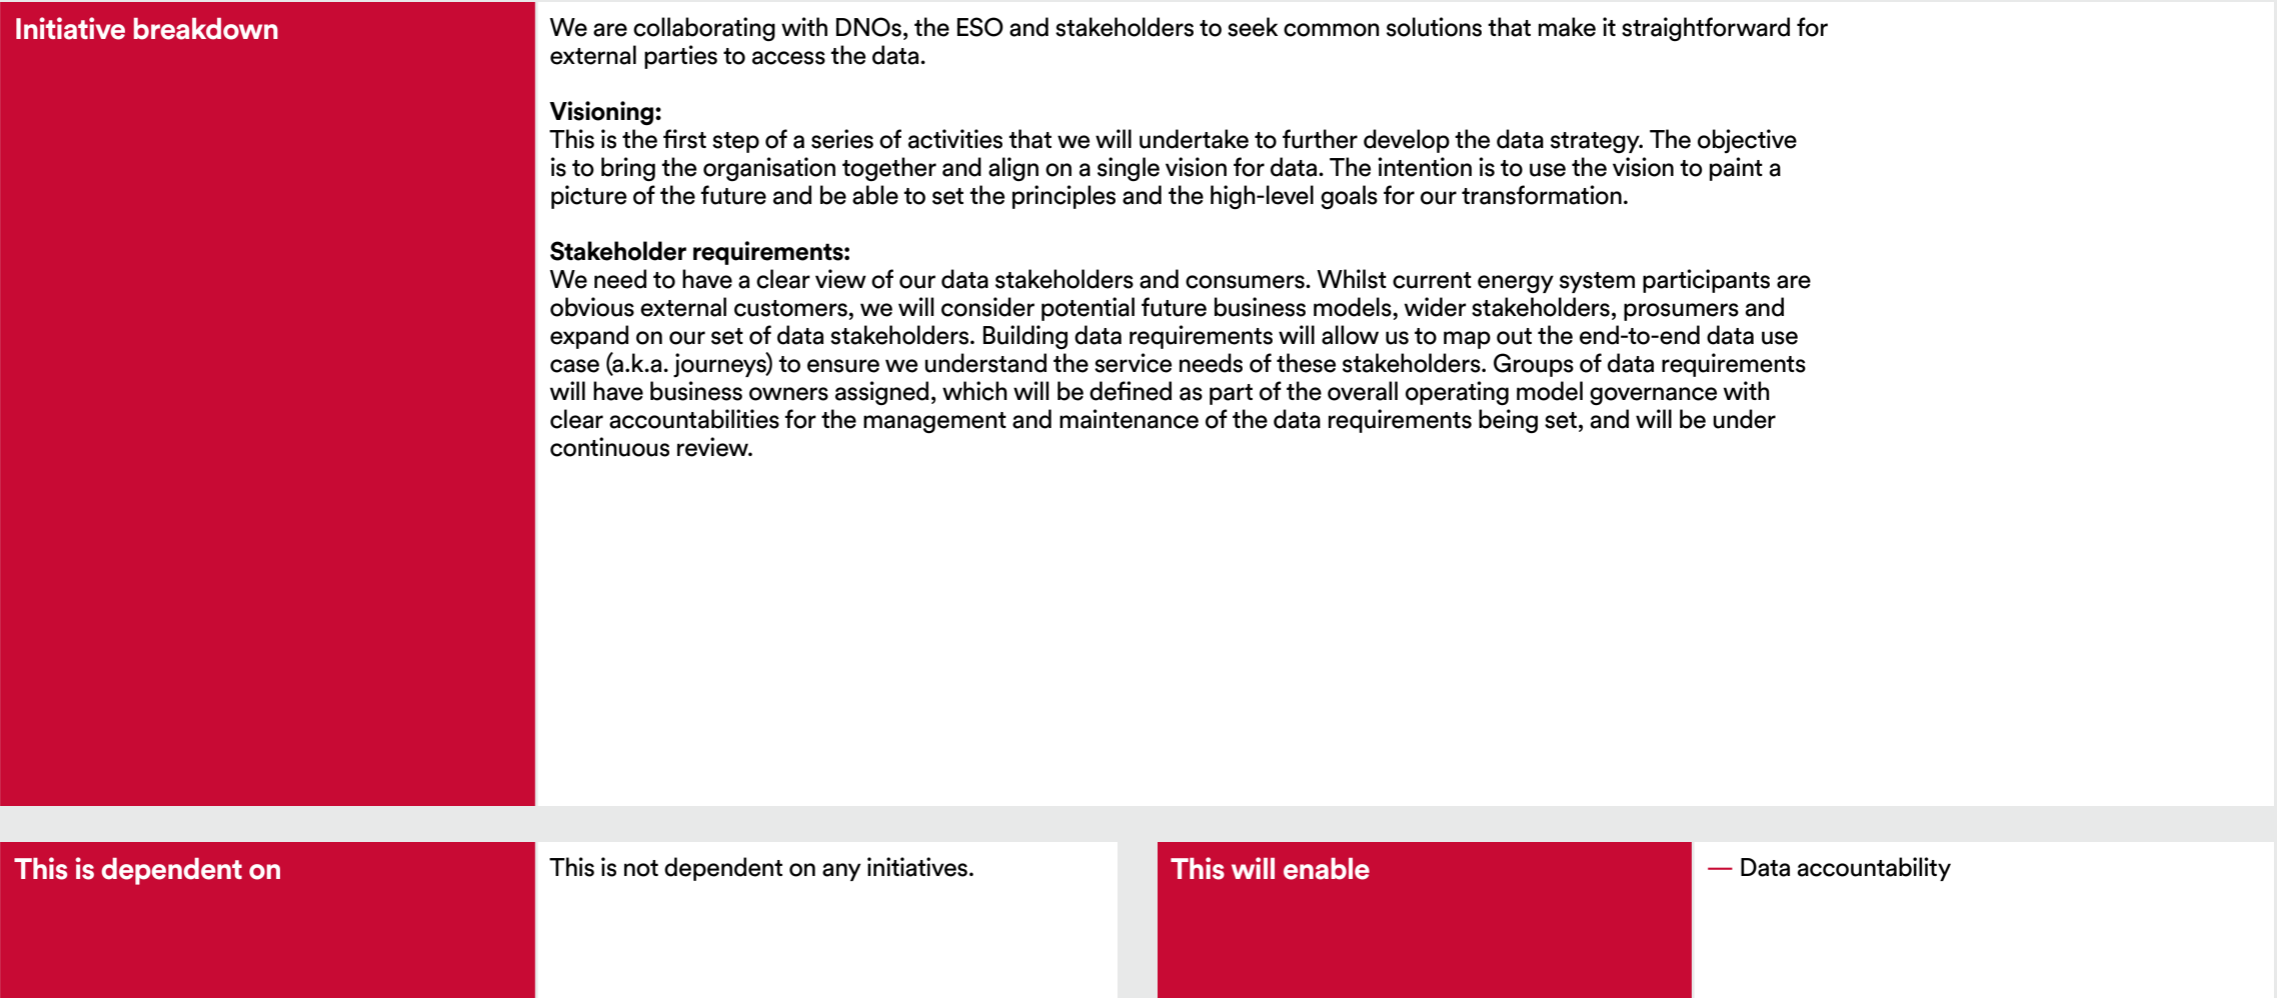 Initiative breakdown
We are collaborating with DNOs, the ESO and stakeholders to seek common solutions that make it straightforward for
external parties to access the data.
Visioning:
This is the first step of a series of activities that we will undertake to further develop the data strategy. The objective
is to bring the organisation together and align on a single vision for data. The intention is to use the vision to paint a
picture of the future and be able to set the principles and the high-level goals for our transformation.
Stakeholder requirements:
We need to have a clear view of our data stakeholders and consumers. Whilst current energy system participants are
obvious external customers, we will consider potential future business models, wider stakeholders, prosumers and
expand on our set of data stakeholders. Building data requirements will allow us to map out the end-to-end data use
case (a.k.a. journeys) to ensure we understand the service needs of these stakeholders. Groups of data requirements
will have business owners assigned, which will be defined as part of the overall operating model governance with
clear accountabilities for the management and maintenance of the data requirements being set, and will be under
continuous review.
This is dependent on
This is not dependent on any initiatives.
This will enable
— Data accountability